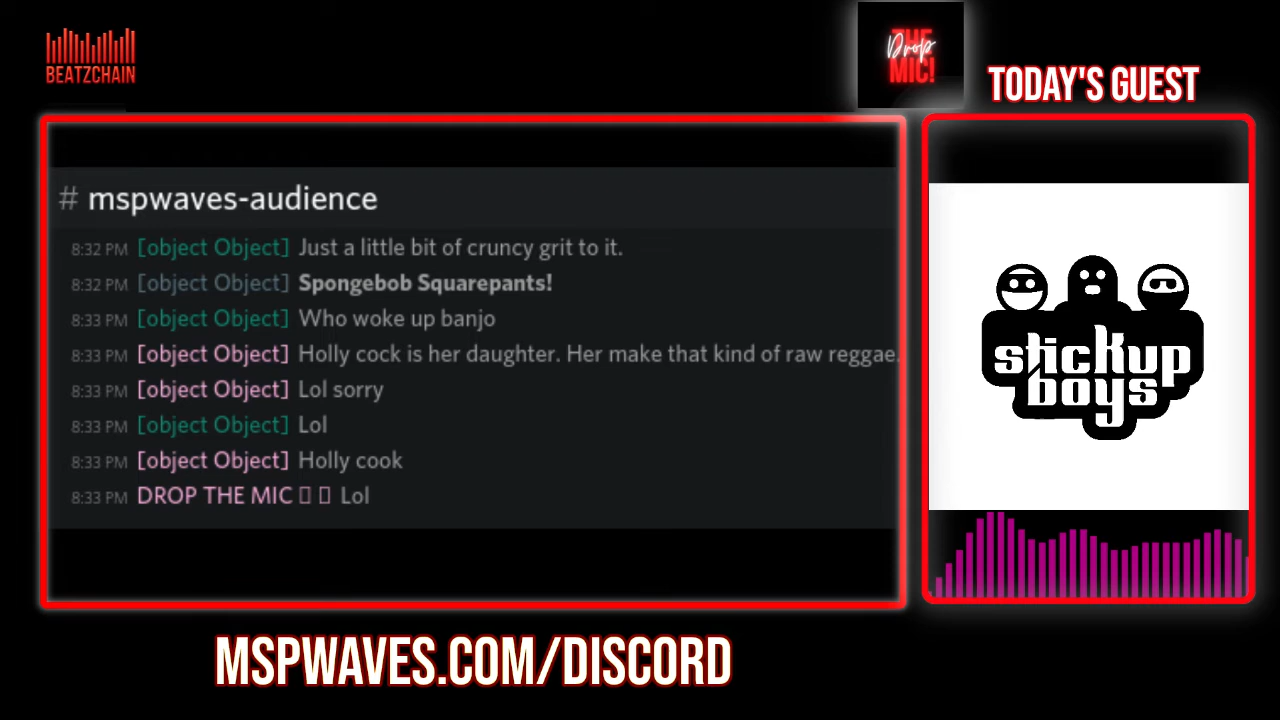 BEATZCHAIN
THE
Drop
MIC!
TODAY'S GUEST
# mspwaves-audience
8:32 PM [object Object] Just a little bit of cruncy grit to it.
8:32 PM [object Object] Spongebob Squarepants!
8:33 PM [object Object] Who woke up banjo
8:33 PM [object Object] Holly cock is her daughter. Her make that kind of raw reggae.
8:33 PM [object Object] Lol sorry
8:33 PM [object Object] Lol
8:33 PM [object Object] Holly cook
8:33 PM DROP THE MIC Lol
stickup
boys
MSPWAVES.COM/DISCORD